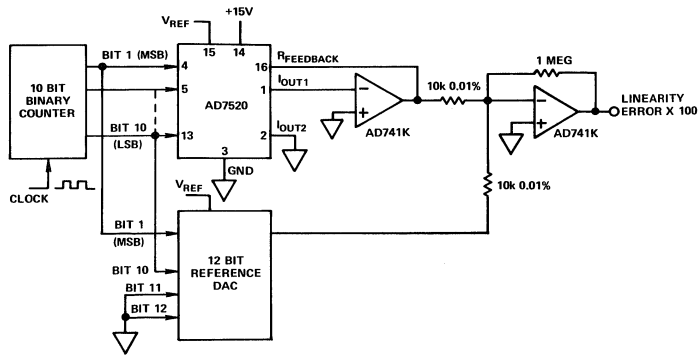 VREF
+15V
15
14
BIT 1 (MSB)
4
16
RFEEDBACK
1 MEG
5
1
IOUT1
10 BIT
BINARY
COUNTER
AD7520
10k 0.01%
LINEARITY
ERROR X 100
AD741K
AD741K
BIT 10
(LSB)
13
2
IOUT2
3
GND
CLOCK
VREF
10k 0.01%
BIT 1
(MSB)
12 BIT
REFERENCE
DAC
BIT 10
BIT 11
BIT 12